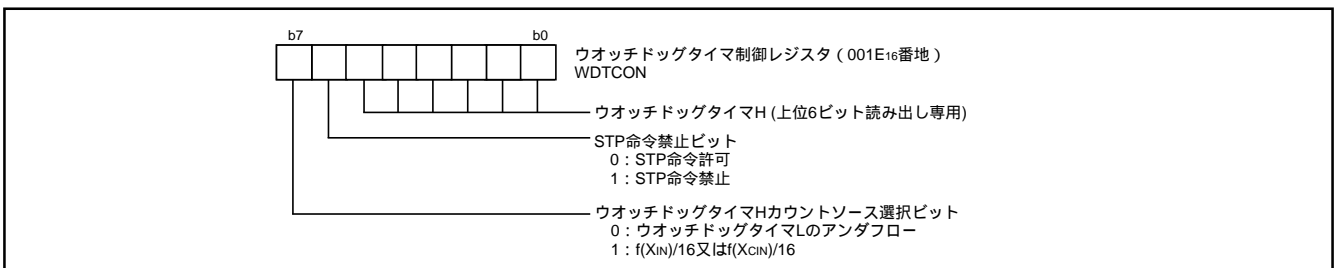 b7 b0
ウオッチドッグタイマ制御レジスタ（001E16番地）
WDTCON
ウオッチドッグタイマH (上位6ビット読み出し専用)
STP命令禁止ビット
0：STP命令許可
1：STP命令禁止
ウオッチドッグタイマHカウントソース選択ビット
0：ウオッチドッグタイマLのアンダフロー
1：f(XIN)/16又はf(XCIN)/16